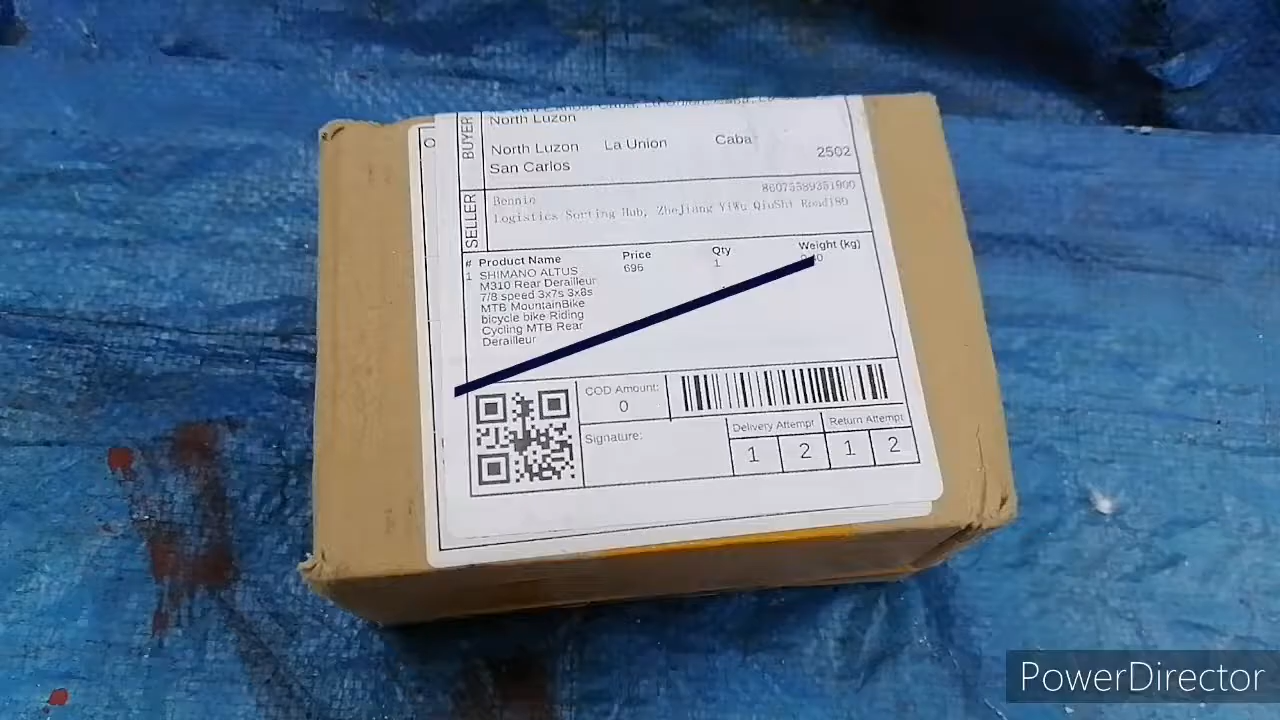 BUYER
North Luzon
North Luzon La Union Caba
2502
San Carlos
SELLER
86075589351900
Bennie
Logistics Sorting Hub, ZheJiang YiWu QiuShi Road180
# Product Name Price Qty Weight (kg)
1 SHIMANO ALTUS 696 1
M310 Rear Derailleur
7/8 speed 3x7s 3x8s
MTB MountainBike
bicycle bike Riding
Cycling MTB Rear
Derailleur
COD Amount:
0
Signature:
Delivery Attempt Return Attempt
1 2 1 2
PowerDirector